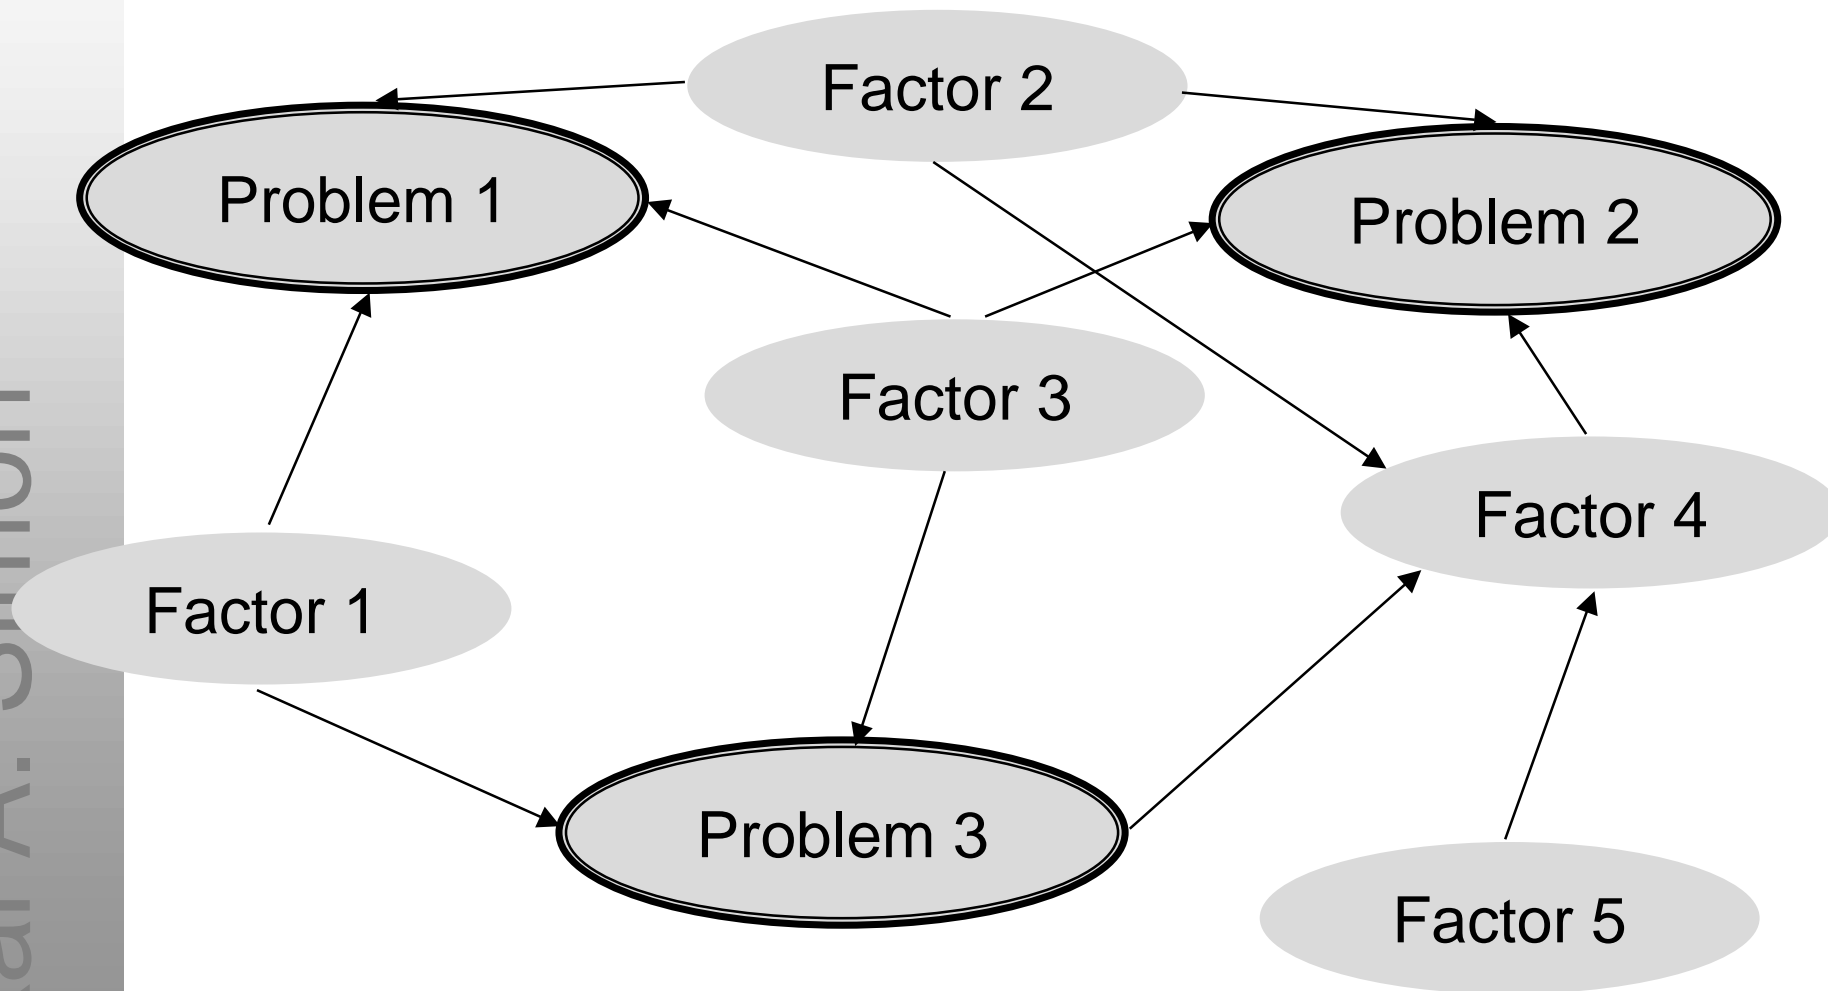 Factor 2
Problem 1
Problem 2
Factor 3
Factor 4
Factor 1
Problem 3
Factor 5